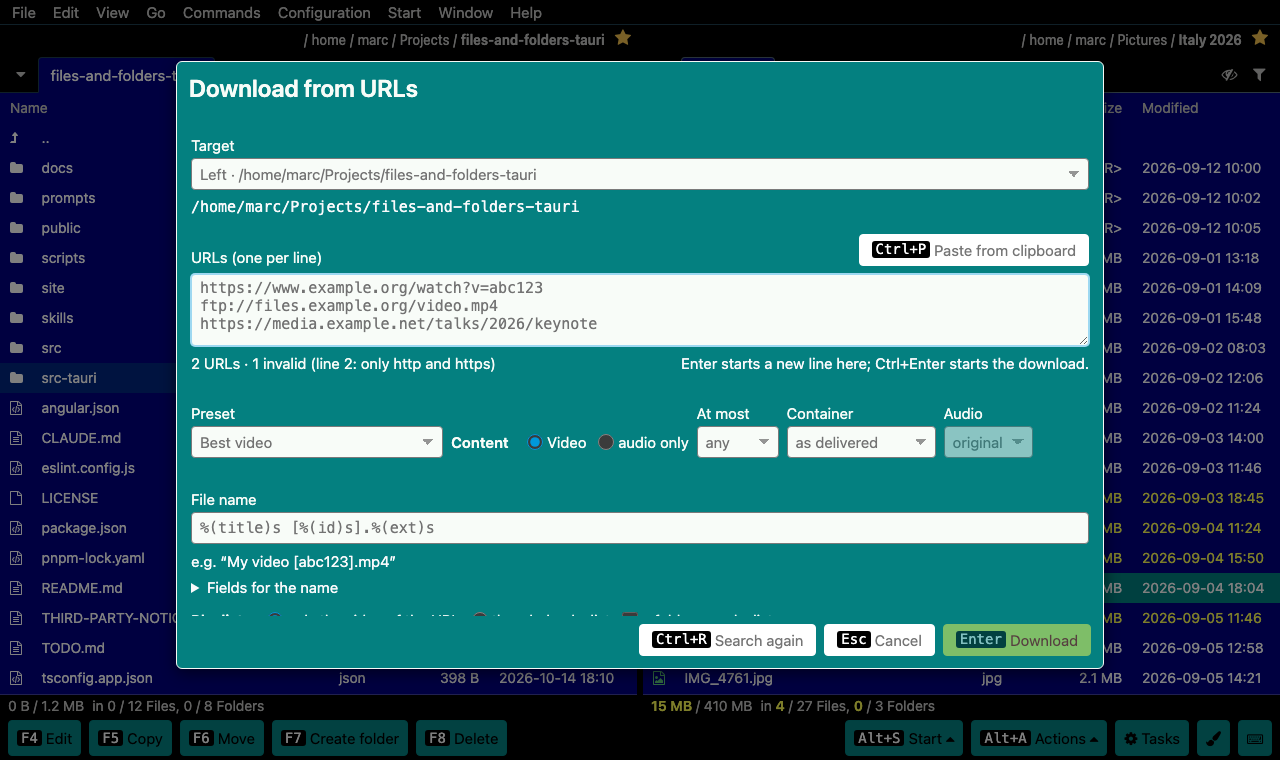 File Edit View Go Commands Configuration Start Window Help
/ home / marc / Projects / files-and-folders-tauri
/ home / marc / Pictures / Italy 2026
files-and-folders-t
Download from URLs
Name
ize Modified
Target
..
Left · /home/marc/Projects/files-and-folders-tauri
docs
R> 2026-09-12 10:00
prompts
R> 2026-09-12 10:02
/home/marc/Projects/files-and-folders-tauri
public
R> 2026-09-12 10:05
URLs (one per line)
Ctrl+P Paste from clipboard
scripts
MB 2026-09-01 13:18
https://www.example.org/watch?v=abc123
site
MB 2026-09-01 14:09
ftp://files.example.org/video.mp4
https://media.example.net/talks/2026/keynote
skills
MB 2026-09-01 15:48
src
MB 2026-09-02 08:03
2 URLs · 1 invalid (line 2: only http and https)
Enter starts a new line here; Ctrl+Enter starts the download.
src-tauri
MB 2026-09-02 12:06
angular.json
MB 2026-09-02 11:24
Preset
At most
Container
Audio
CLAUDE.md
MB 2026-09-03 14:00
Best video
Content Video audio only
any
as delivered
original
eslint.config.js
MB 2026-09-03 11:46
LICENSE
MB 2026-09-03 18:45
File name
package.json
MB 2026-09-04 11:24
%(title)s [%(id)s].%(ext)s
pnpm-lock.yaml
MB 2026-09-04 15:50
e.g. “My video [abc123].mp4”
README.md
MB 2026-09-04 18:04
Fields for the name
THIRD-PARTY-NOTIC
MB 2026-09-05 11:46
TODO.md
MB 2026-09-05 12:58
Ctrl+R Search again
Esc Cancel
Enter Download
tsconfig.app.json json 398 B 2026-10-14 18:10
IMG_4761.jpg jpg 2.1 MB 2026-09-05 14:21
0 B / 1.2 MB in 0 / 12 Files, 0 / 8 Folders
15 MB / 410 MB in 4 / 27 Files, 0 / 3 Folders
F4 Edit F5 Copy F6 Move F7 Create folder F8 Delete
Alt+S Start Alt+A Actions Tasks